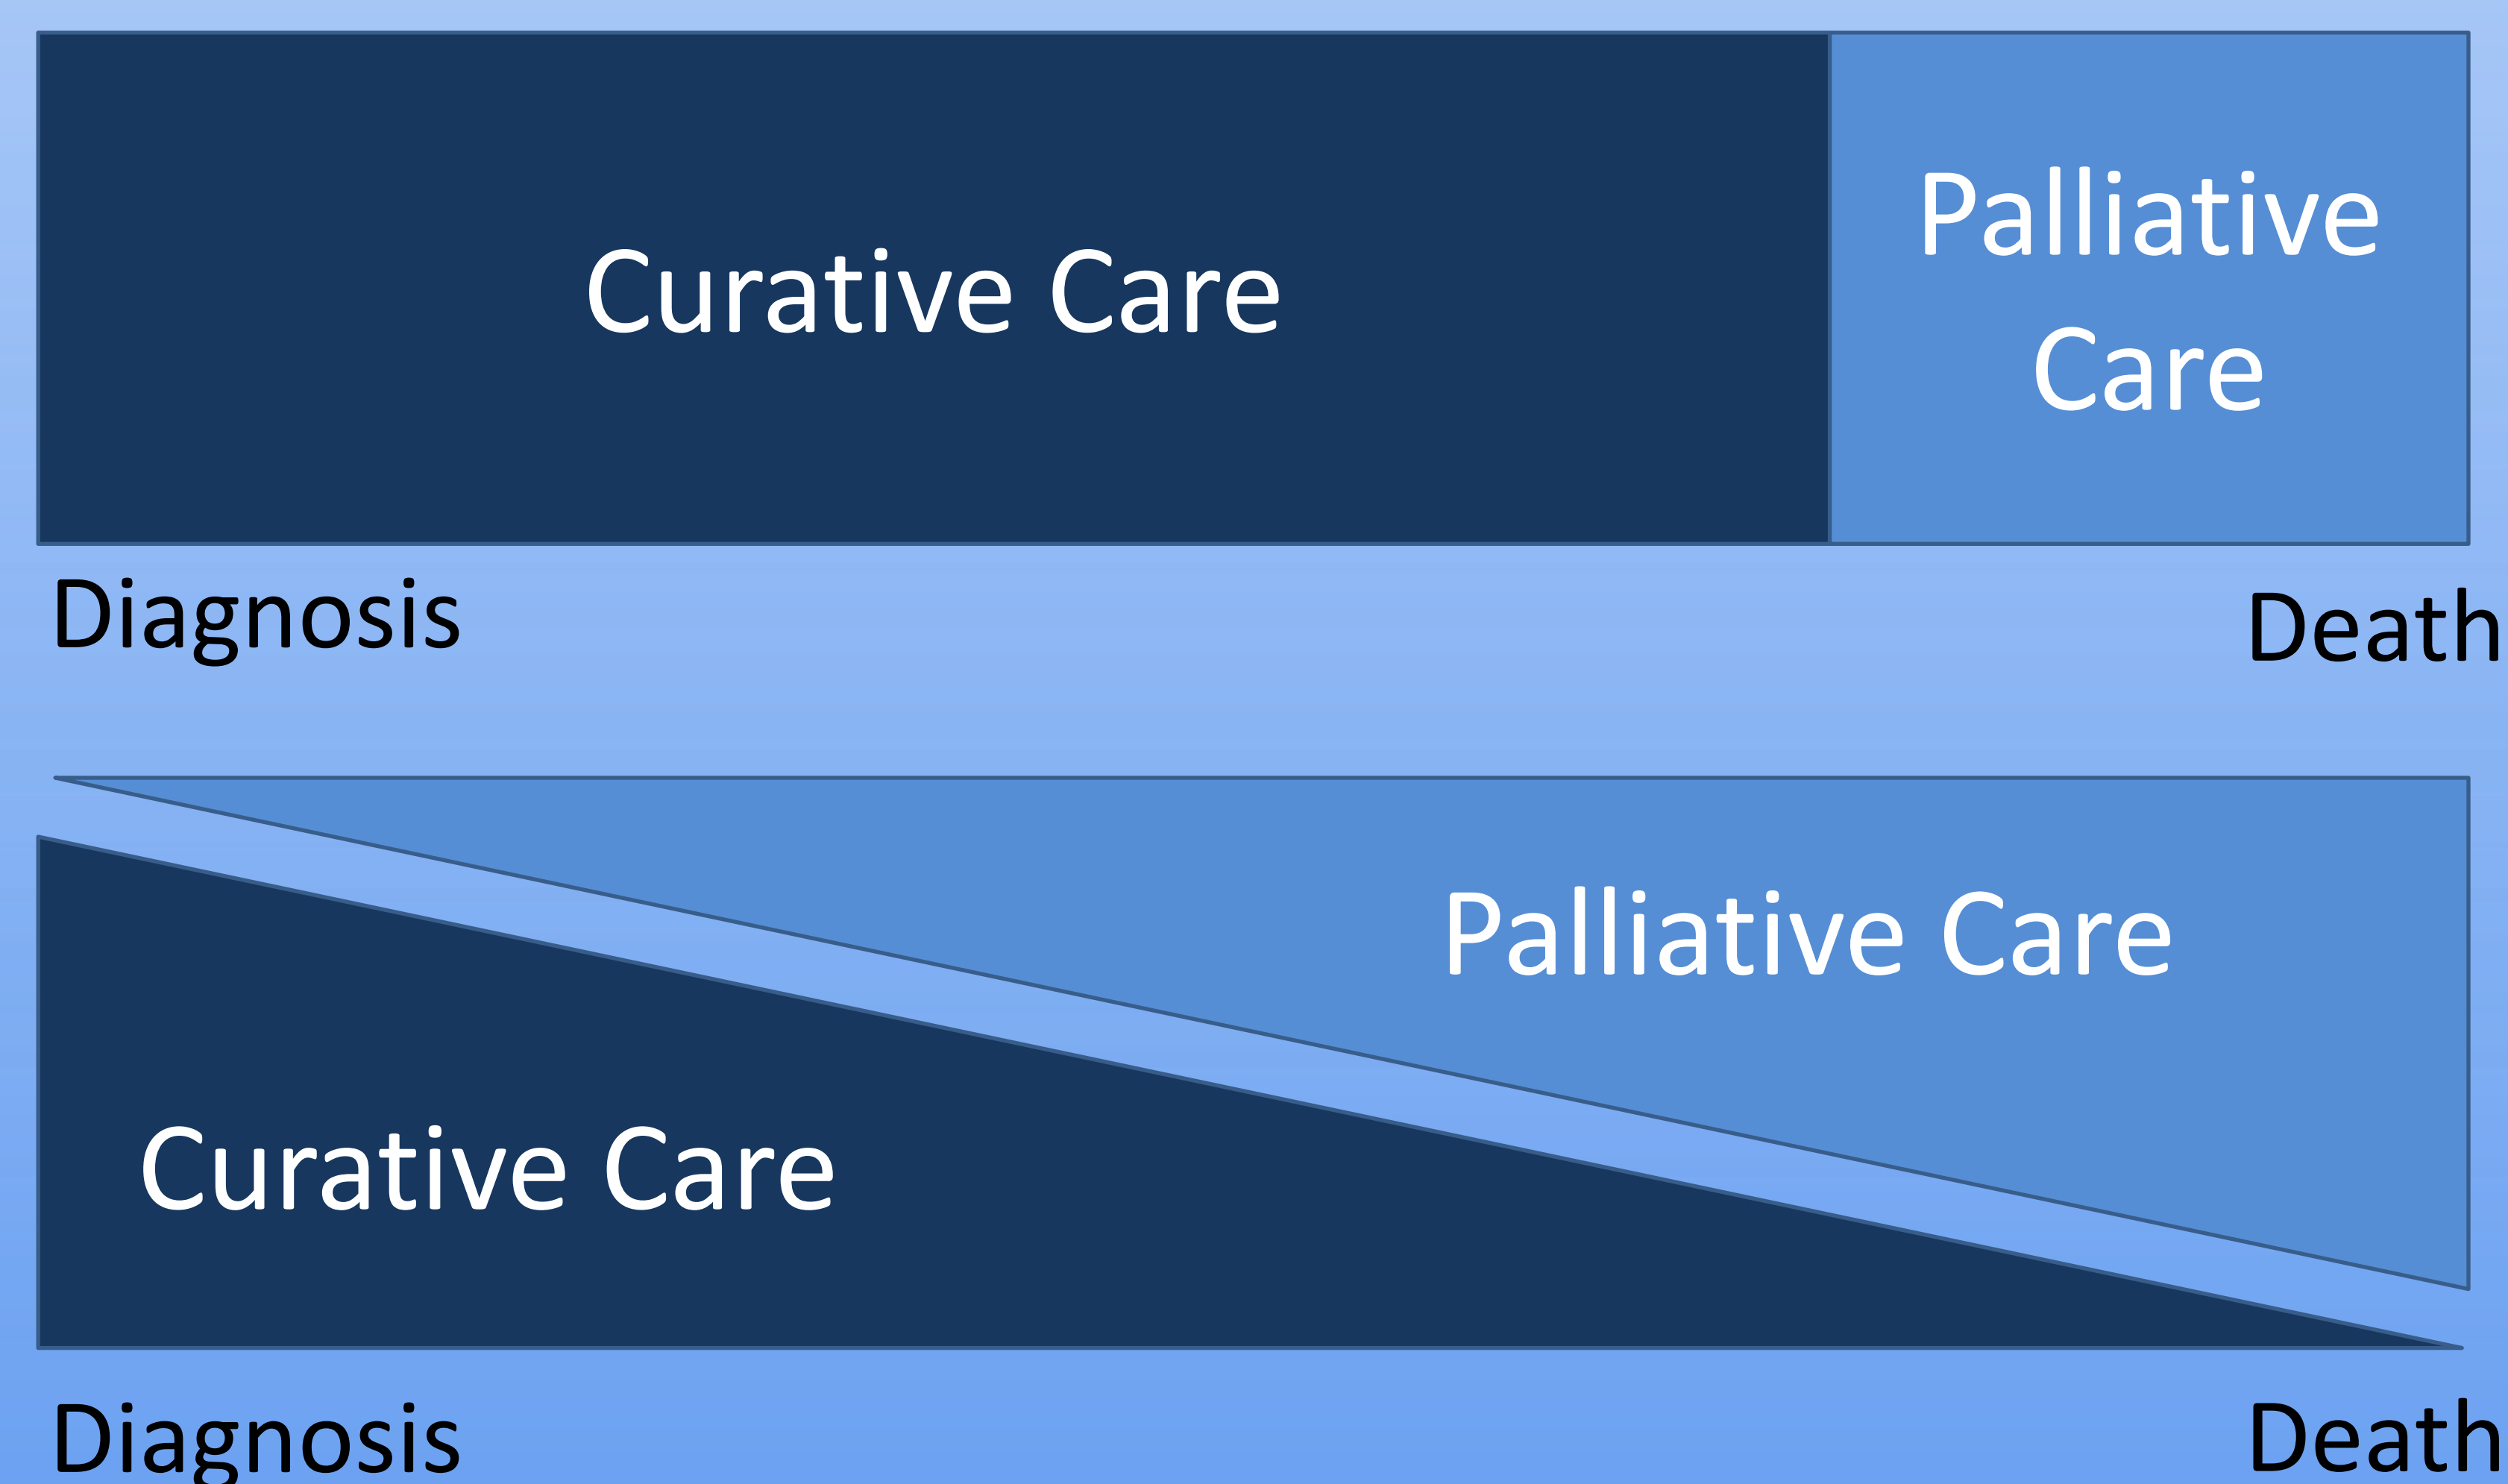 Curative Care
Palliative
Care
Diagnosis
Death
Palliative Care
Curative Care
Diagnosis
Death